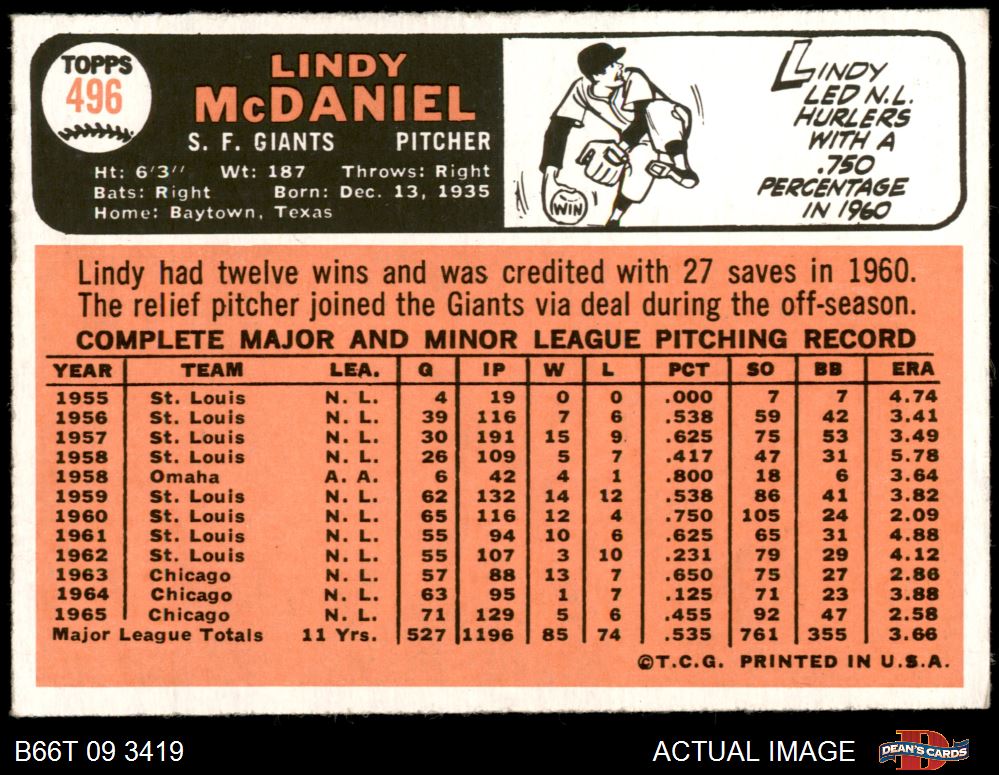 TOPPS
496
LINDY
McDANIEL
S. F. GIANTS PITCHER
Ht: 6'3" Wt: 187 Throws: Right
Bats: Right Born: Dec. 13, 1935
Home: Baytown, Texas
WIN
LINDY
LED N.L.
HURLERS
WITH A
.750
PERCENTAGE
IN 1960
Lindy had twelve wins and was credited with 27 saves in 1960.
The relief pitcher joined the Giants via deal during the off-season.
COMPLETE MAJOR AND MINOR LEAGUE PITCHING RECORD
YEAR TEAM LEA. G IP W L PCT SO BB ERA
1955 St. Louis N. L. 4 19 0 0 .000 7 7 4.74
1956 St. Louis N. L. 39 116 7 6 .538 59 42 3.41
1957 St. Louis N. L. 30 191 15 9 .625 75 53 3.49
1958 St. Louis N. L. 26 109 5 7 .417 47 31 5.78
1958 Omaha A. A. 6 42 4 1 .800 18 6 3.64
1959 St. Louis N. L. 62 132 14 12 .538 86 41 3.82
1960 St. Louis N. L. 65 116 12 4 .750 105 24 2.09
1961 St. Louis N. L. 55 94 10 6 .625 65 31 4.88
1962 St. Louis N. L. 55 107 3 10 .231 79 29 4.12
1963 Chicago N. L. 57 88 13 7 .650 75 27 2.86
1964 Chicago N. L. 63 95 1 7 .125 71 23 3.88
1965 Chicago N. L. 71 129 5 6 .455 92 47 2.58
Major League Totals 11 Yrs. 527 1196 85 74 .535 761 355 3.66
©T.C.G. PRINTED IN U.S.A.
B66T 09 3419 ACTUAL IMAGE DEAN'S CARDS